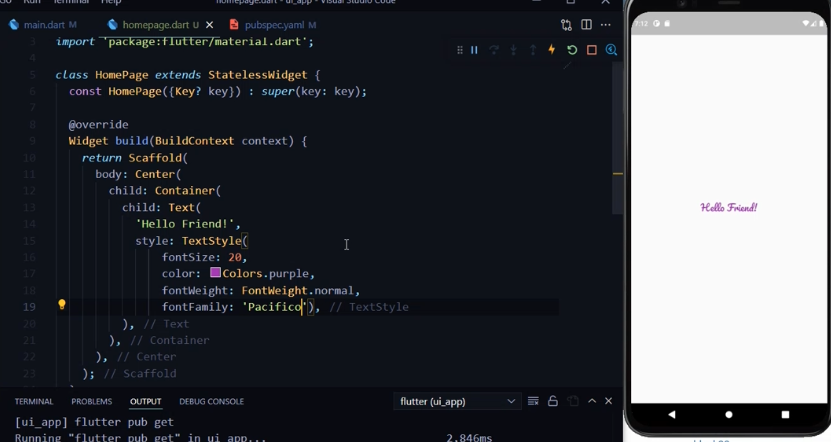 Run Terminal Help homepage.dart - ui_app - Visual Studio Code
main.dart M homepage.dart U pubspec.yaml M
3 import 'package:flutter/material.dart';
4
5 class HomePage extends StatelessWidget {
6 const HomePage({Key? key}) : super(key: key);
7
8 @override
9 Widget build(BuildContext context) {
10 return Scaffold(
11 body: Center(
12 child: Container(
13 child: Text(
14 'Hello Friend!',
15 style: TextStyle(
16 fontSize: 20,
17 color: Colors.purple,
18 fontWeight: FontWeight.normal,
19 fontFamily: 'Pacifico'), // TextStyle
20 ), // Text
21 ), // Container
22 ), // Center
23 ); // Scaffold
TERMINAL PROBLEMS OUTPUT DEBUG CONSOLE flutter (ui_app)
[ui_app] flutter pub get
Running "flutter pub get" in ui_app... 2,846ms
7:12
Hello Friend!